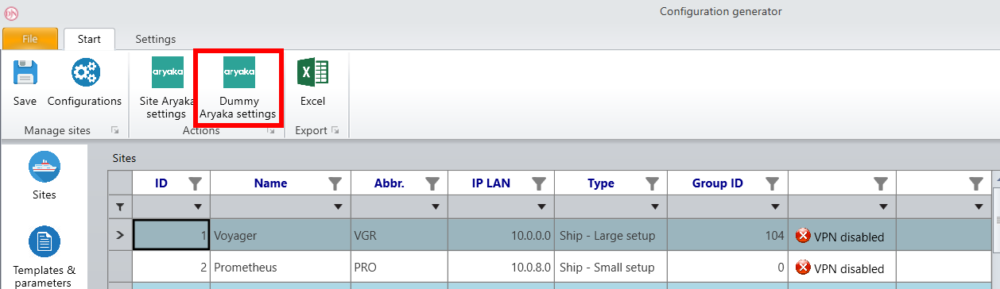 Configuration generator
File Start Settings
aryaka aryaka
Save Configurations Site Aryaka settings Dummy Aryaka settings Excel
Manage sites Actions Export
Sites
ID Name Abbr. IP LAN Type Group ID
Sites
1 Voyager VGR 10.0.0.0 Ship - Large setup 104 VPN disabled
2 Prometheus PRO 10.0.8.0 Ship - Small setup 0 VPN disabled
Templates &
parameters